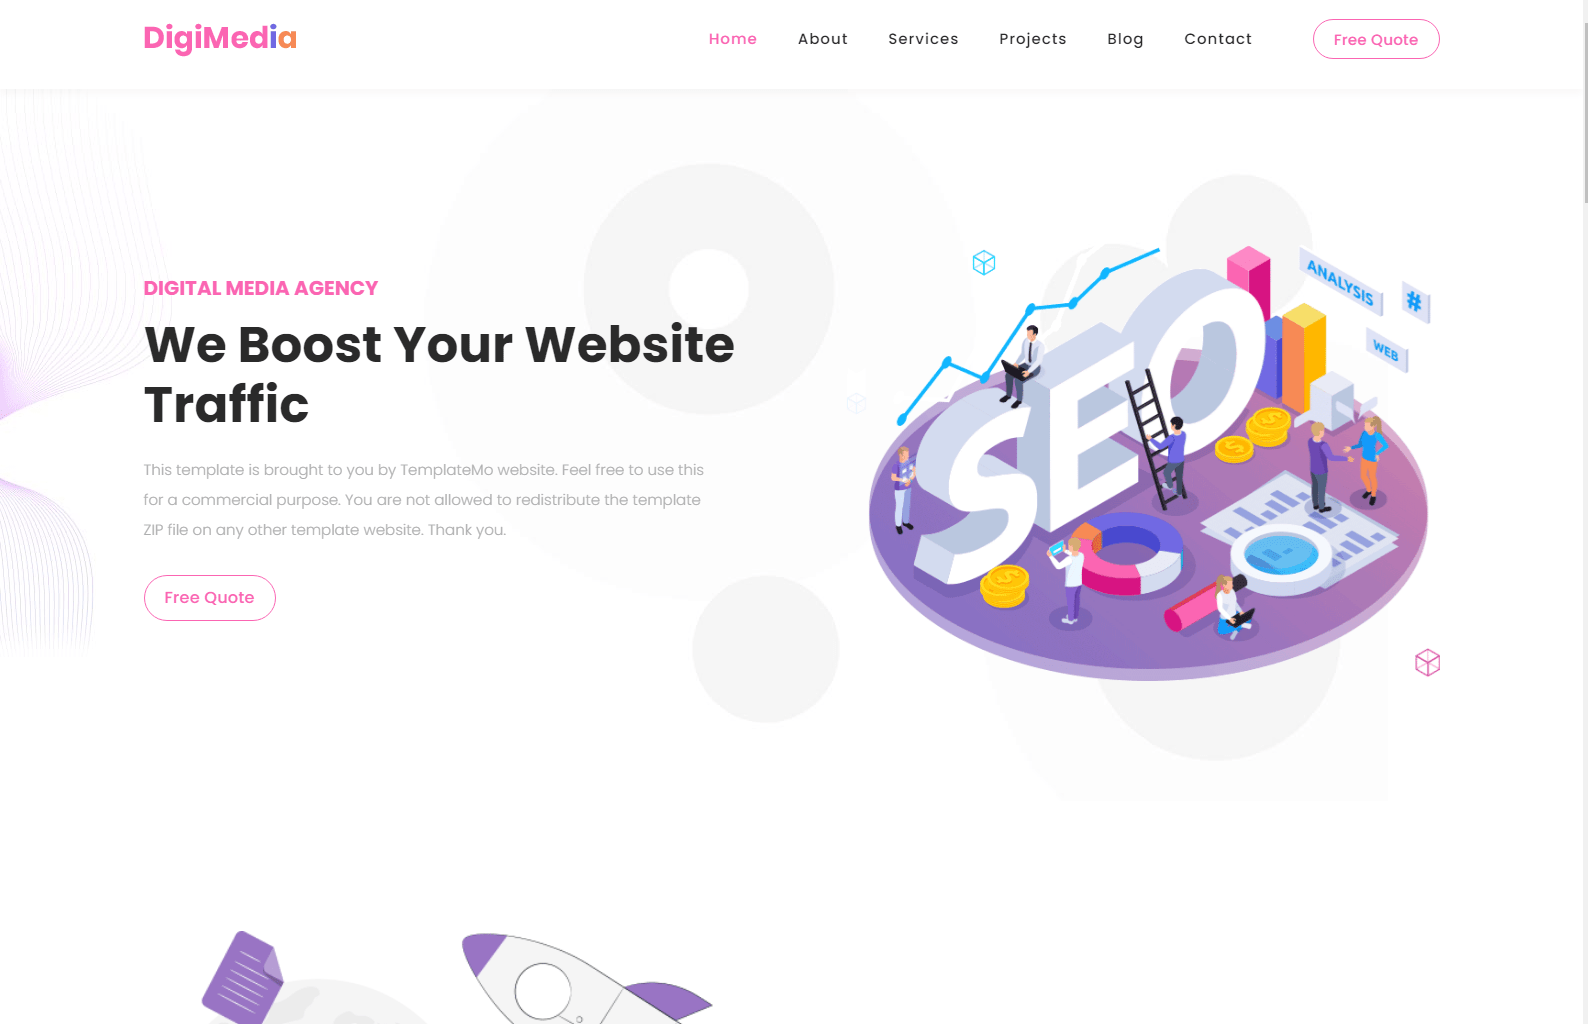 DigiMedia
Home About Services Projects Blog Contact Free Quote
DIGITAL MEDIA AGENCY
We Boost Your Website
Traffic
This template is brought to you by TemplateMo website. Feel free to use this
for a commercial purpose. You are not allowed to redistribute the template
ZIP file on any other template website. Thank you.
Free Quote
SEO
ANALYSIS
#
WEB